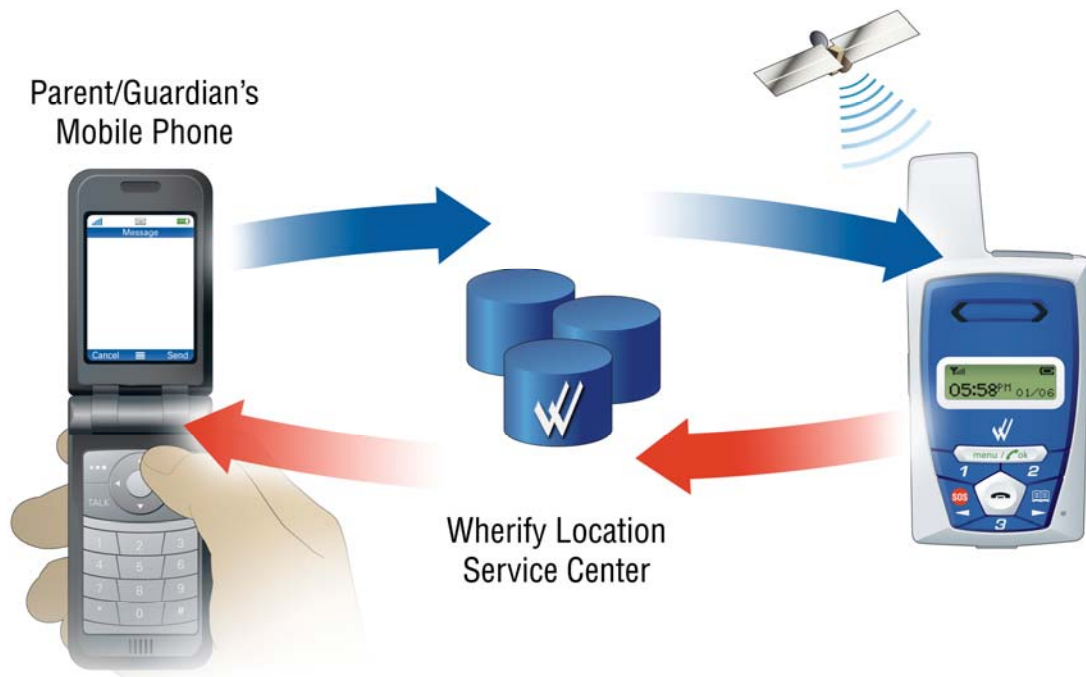 Parent/Guardian's
Mobile Phone
Message
Cancel
Send
TALK
1 2 3
4 5 6
7 8 9
* 0 #
Wherify Location
Service Center
05:58PM 01/06
menu / ok
1 2
SOS
3